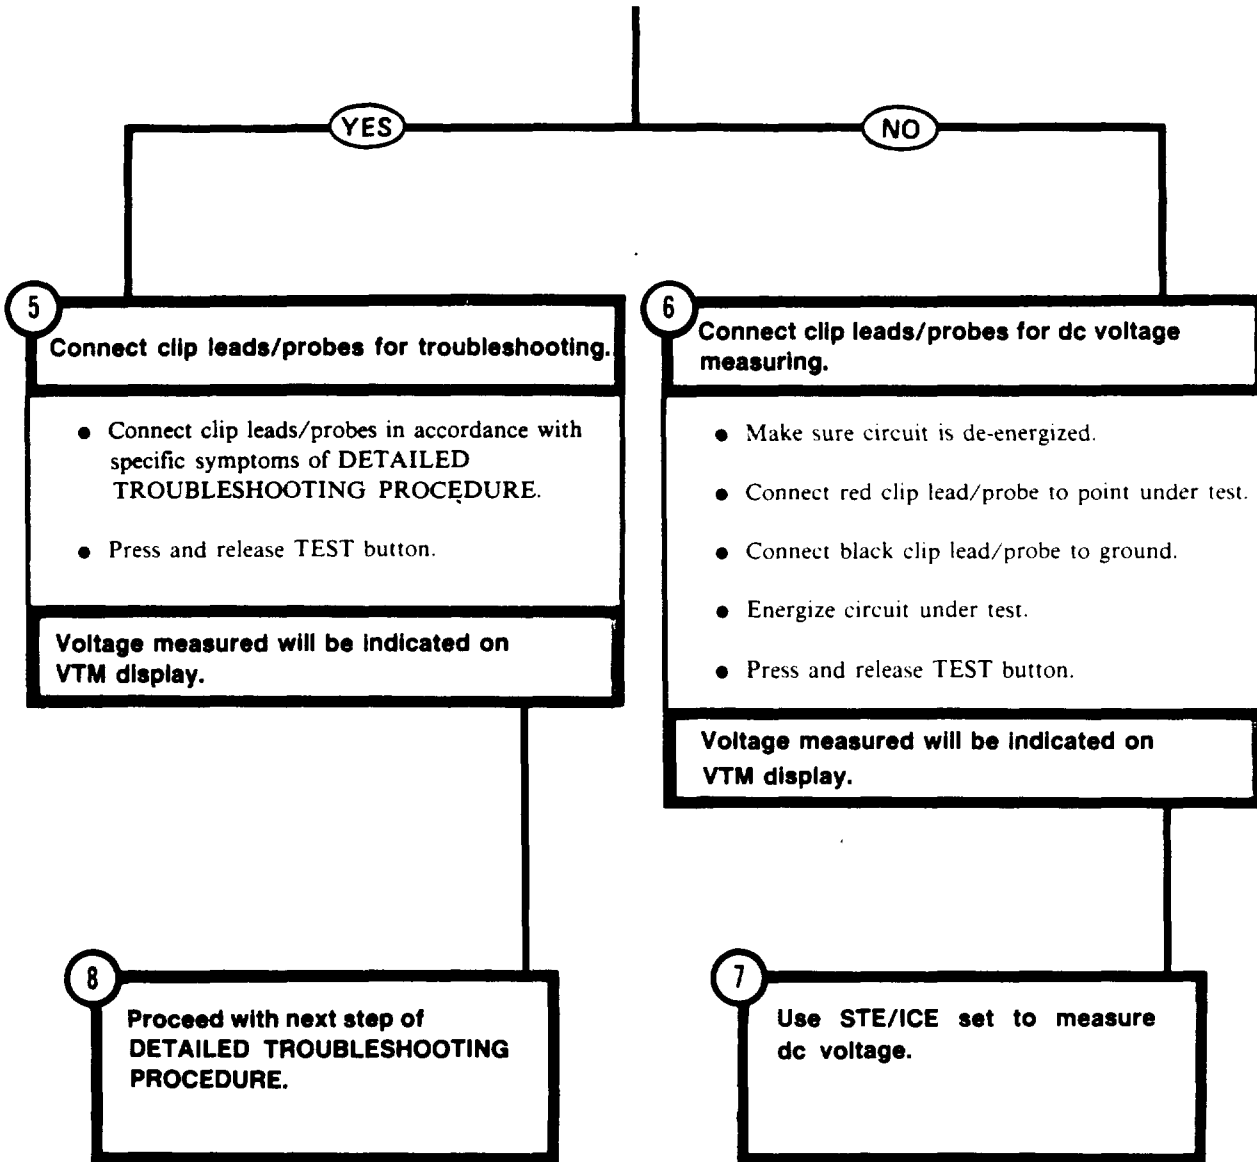 YES
NO
5
Connect clip leads/probes for troubleshooting.
● Connect clip leads/probes in accordance with
specific symptoms of DETAILED
TROUBLESHOOTING PROCEDURE.
● Press and release TEST button.
Voltage measured will be indicated on
VTM display.
6
Connect clip leads/probes for dc voltage
measuring.
● Make sure circuit is de-energized.
● Connect red clip lead/probe to point under test.
● Connect black clip lead/probe to ground.
● Energize circuit under test.
● Press and release TEST button.
Voltage measured will be indicated on
VTM display.
8
Proceed with next step of
DETAILED TROUBLESHOOTING
PROCEDURE.
7
Use STE/ICE set to measure
dc voltage.